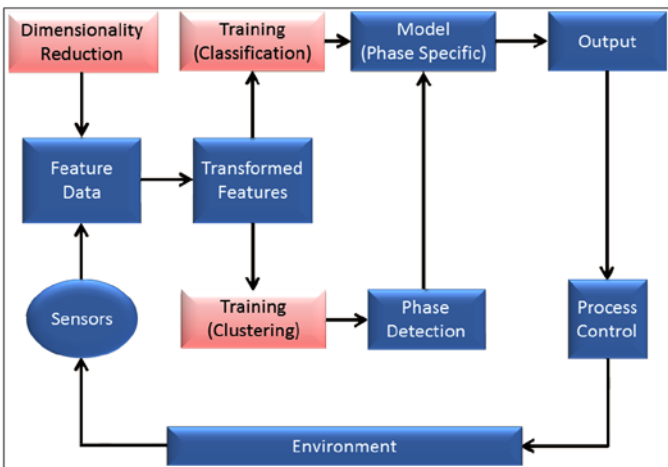 Dimensionality
Reduction
Training
(Classification)
Model
(Phase Specific)
Output
Feature
Data
Transformed
Features
Sensors
Training
(Clustering)
Phase
Detection
Process
Control
Environment